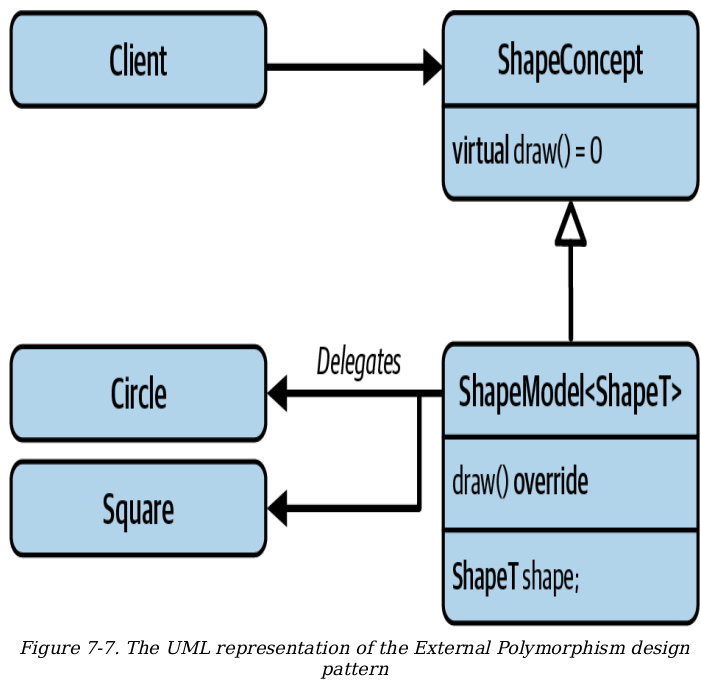 Client
ShapeConcept
virtual draw() = 0
Delegates
Circle
Square
ShapeModel<ShapeT>
draw() override
ShapeT shape;
Figure 7-7. The UML representation of the External Polymorphism design
pattern